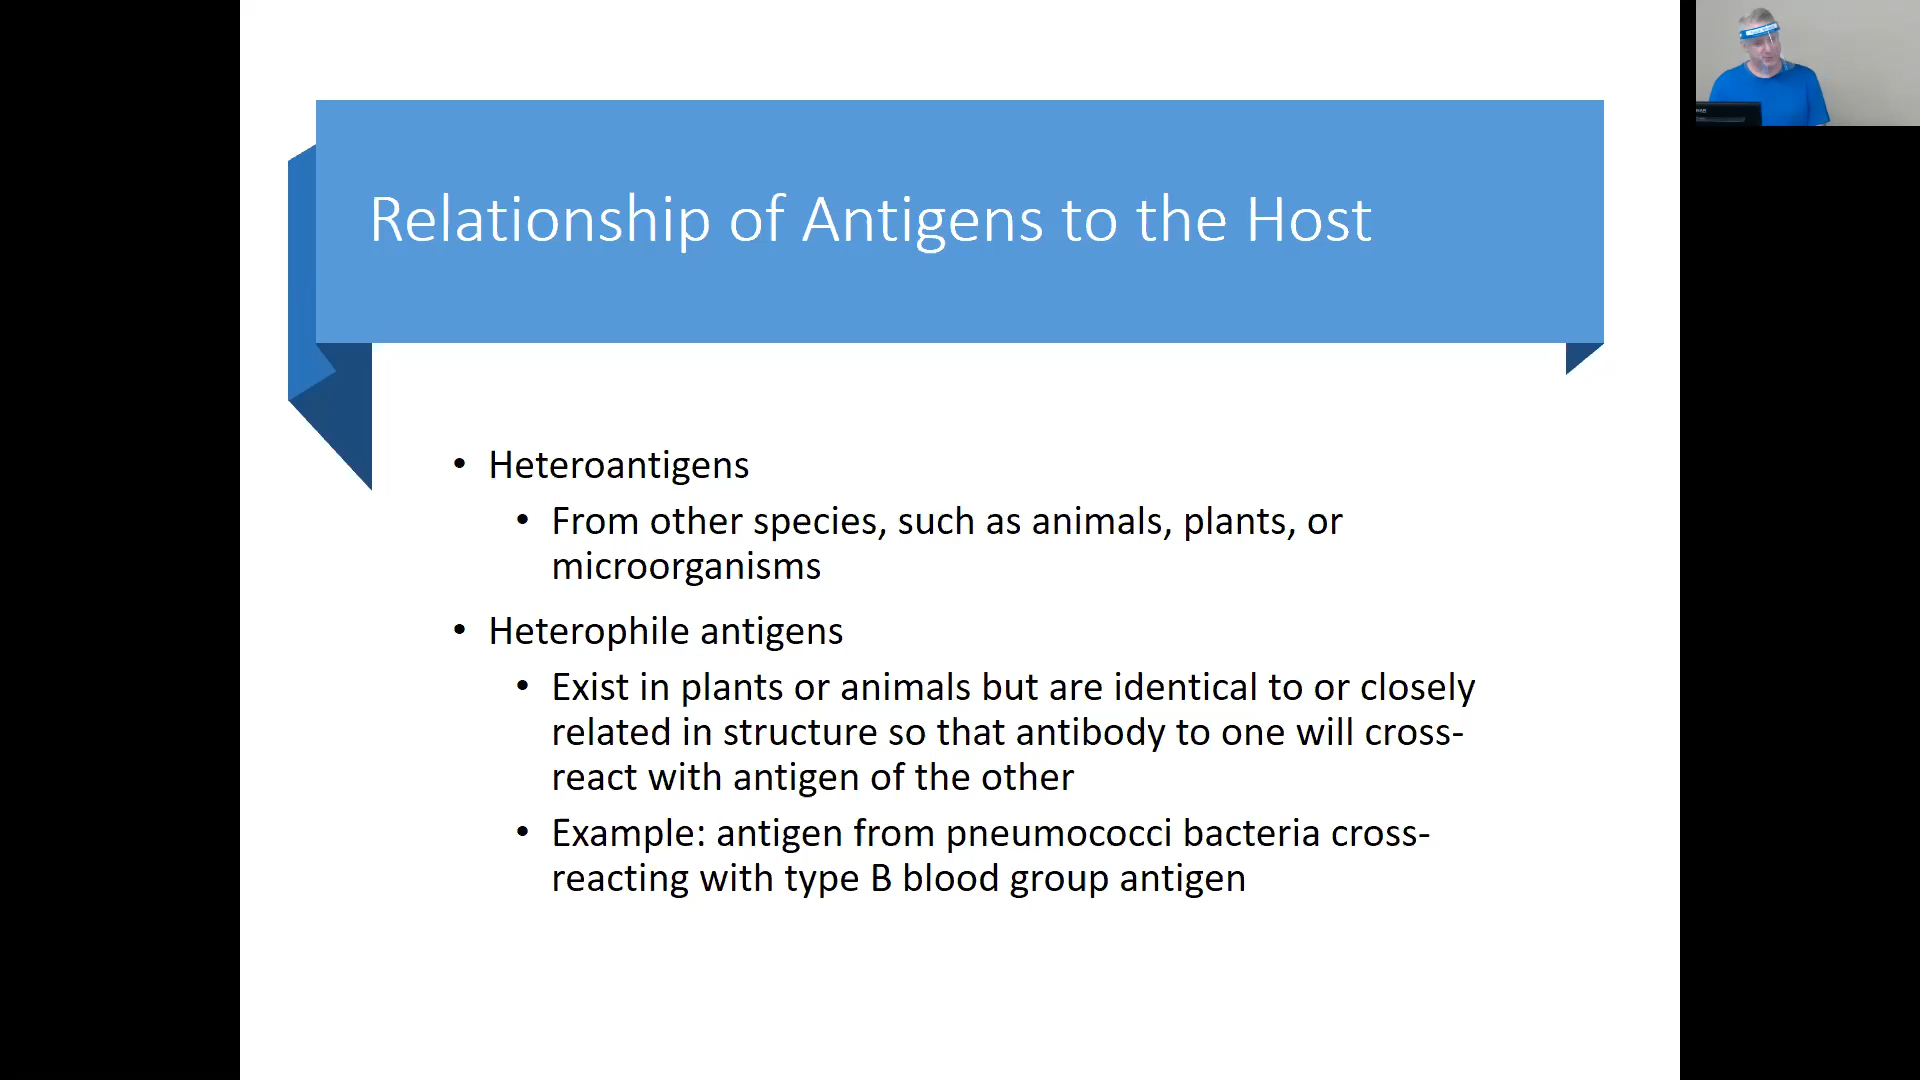 Relationship of Antigens to the Host
• Heteroantigens
• From other species, such as animals, plants, or
microorganisms
• Heterophile antigens
• Exist in plants or animals but are identical to or closely
related in structure so that antibody to one will cross-
react with antigen of the other
• Example: antigen from pneumococci bacteria cross-
reacting with type B blood group antigen